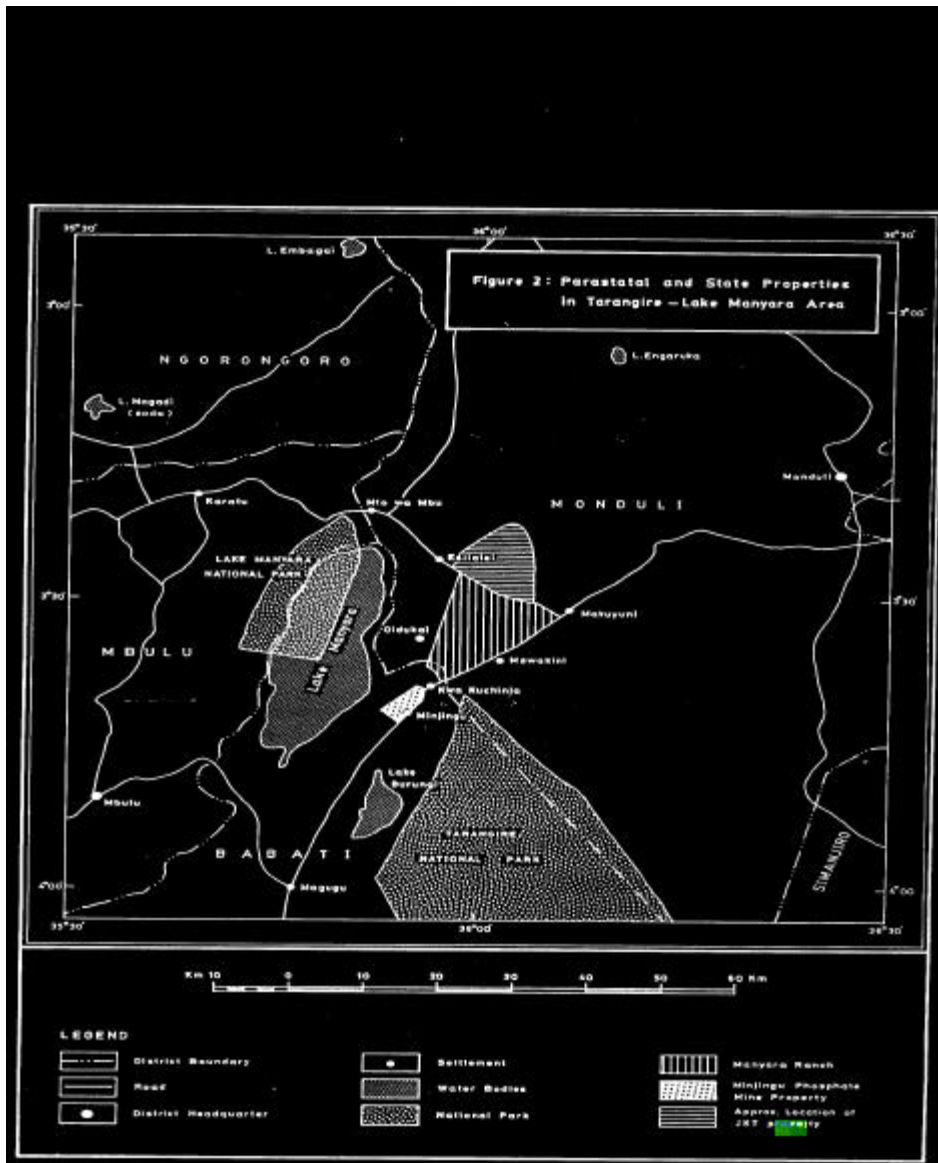 35°30'
36°00'
36°30'
L. Embagai
Figure 2: Parastatal and State Properties
in Tarangire – Lake Manyara Area
3°00'
3°00'
NGORONGORO
L. Engaruka
L. Magadi
(soda)
Monduli
Karatu
Mto wa Mbu
MONDULI
LAKE MANYARA
NATIONAL PARK
3°30'
3°30'
Makuyuni
Oldukai
Lake Manyara
MBULU
Mswakini
Kwa Kuchinja
Minjingu
Lake
Burungi
Mbulu
TARANGIRE
NATIONAL PARK
BABATI
SIMANJIRO
Magugu
4°00'
4°00'
35°30'
36°00'
36°30'
Km 10 0 10 20 30 40 50 60 Km
LEGEND
District Boundary
Road
District Headquarter
Settlement
Water Bodies
National Park
Manyara Ranch
Minjingu Phosphate
Mine Property
Approx. Location of
JKT property